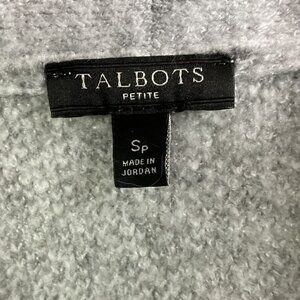 TALBOTS
PETITE
SP
MADE IN
JORDAN